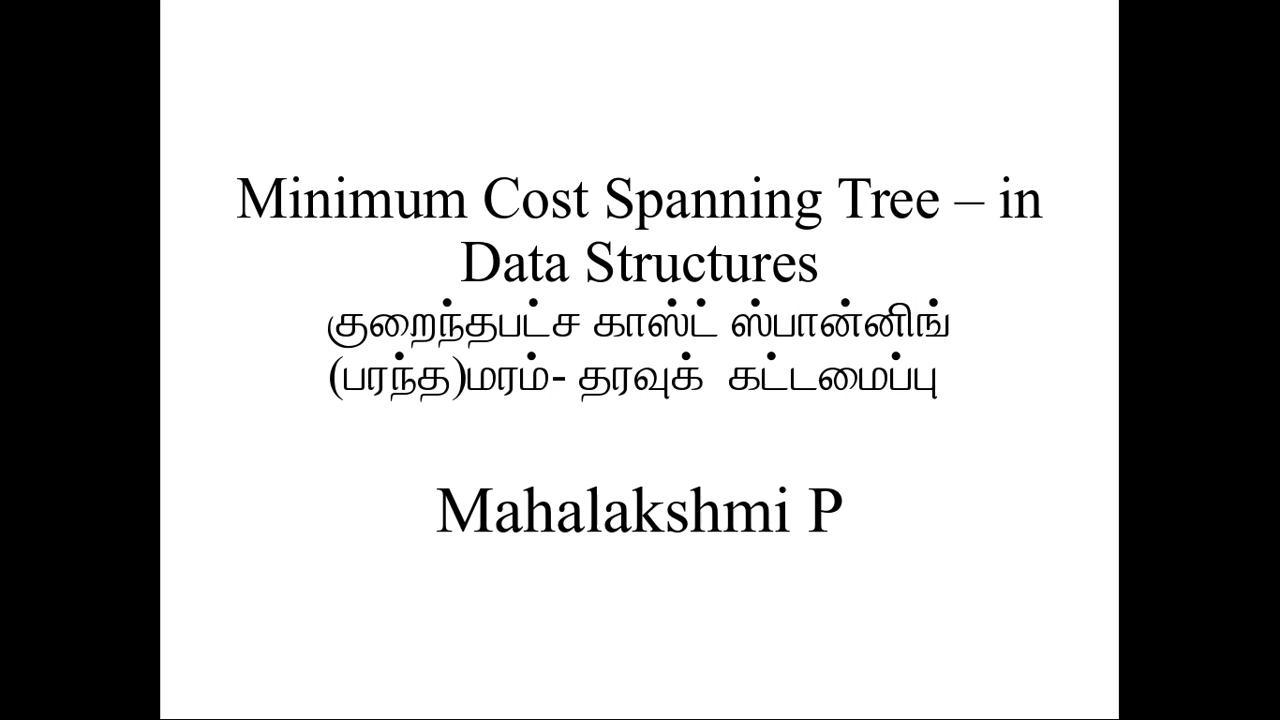 Minimum Cost Spanning Tree – in
Data Structures
குறைந்தபட்ச காஸ்ட் ஸ்பான்னிங்
(பரந்த)மரம்- தரவுக் கட்டமைப்பு
Mahalakshmi P